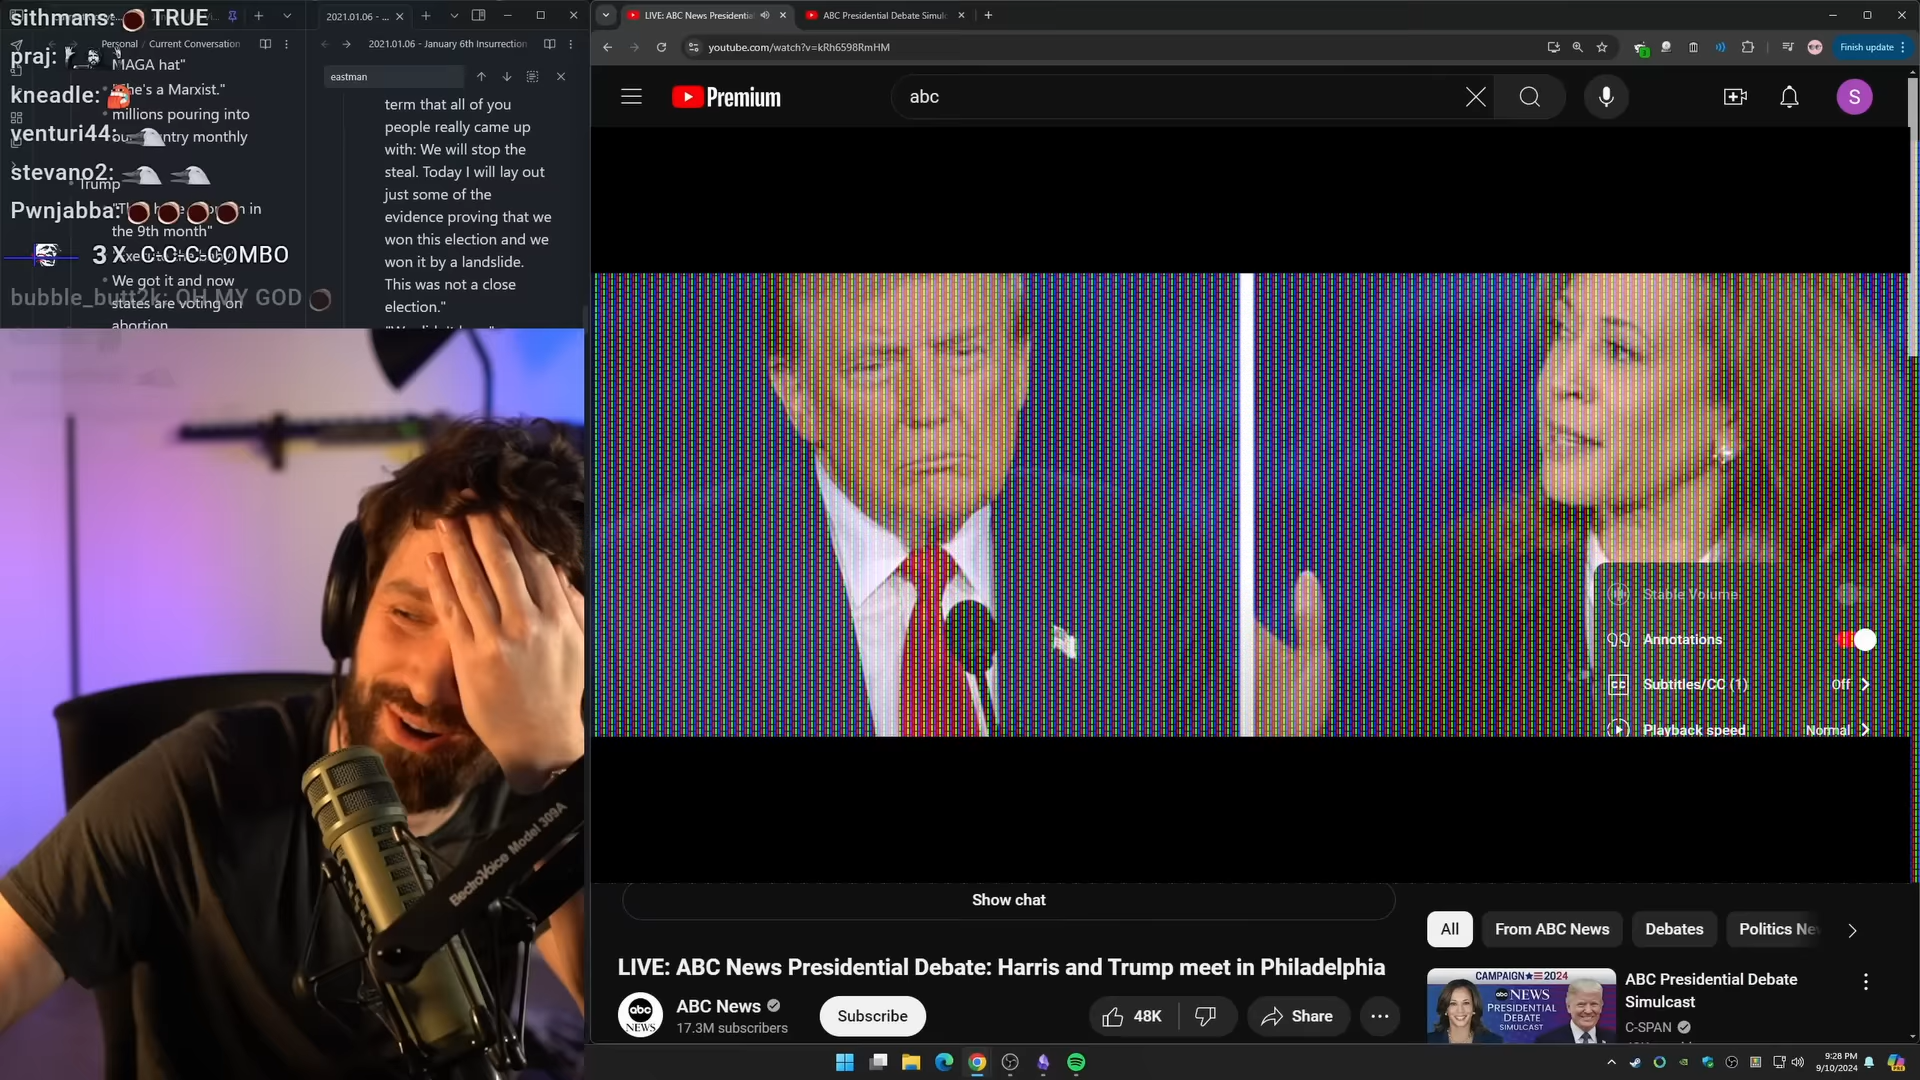 sithmans: TRUE
praj:
kneadle:
venturi44:
stevano2:
Pwnjabba:
3 X C-C-C-COMBO
bubble_butt2k: OH MY GOD
Personal / Current Conversation
MAGA hat"
"She's a Marxist."
millions pouring into
our country monthly
Trump
the 9th month"
We got it and now
states are voting on
abortion
2021.01.06 - ...
2021.01.06 - January 6th Insurrection
eastman
term that all of you
people really came up
with: We will stop the
steal. Today I will lay out
just some of the
evidence proving that we
won this election and we
won it by a landslide.
This was not a close
election."
ElectroVoice Model 309A
LIVE: ABC News Presidential
ABC Presidential Debate Simul
youtube.com/watch?v=kRh6598RmHM
Finish update
Premium
abc
S
Stable Volume
Annotations
Subtitles/CC (1) Off
Playback speed Normal
Show chat
LIVE: ABC News Presidential Debate: Harris and Trump meet in Philadelphia
abc NEWS
ABC News
17.3M subscribers
Subscribe
48K
Share
All
From ABC News
Debates
Politics Ne
CAMPAIGN 2024
abc NEWS
PRESIDENTIAL
DEBATE
SIMULCAST
ABC Presidential Debate
Simulcast
C-SPAN
9:28 PM
9/10/2024